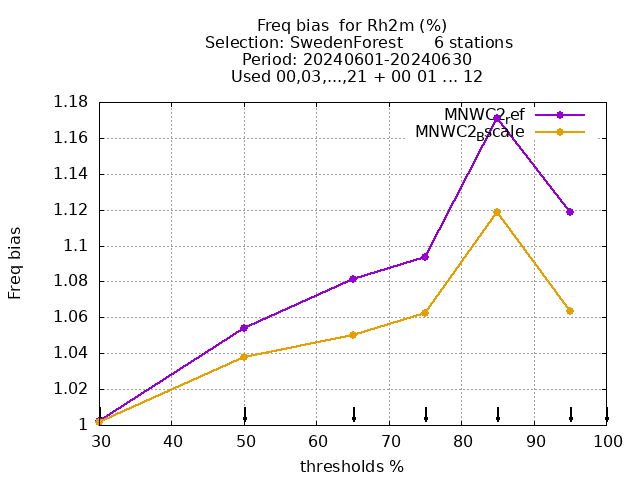 Freq bias  for Rh2m (%)
Selection: SwedenForest      6 stations
Period: 20240601-20240630
Used 00,03,...,21 + 00 01 ... 12
MNWC2_ref
MNWC2_Bscale
1.18
1.16
1.14
1.12
1.1
1.08
1.06
1.04
1.02
1
Freq bias
30 40 50 60 70 80 90 100
thresholds %